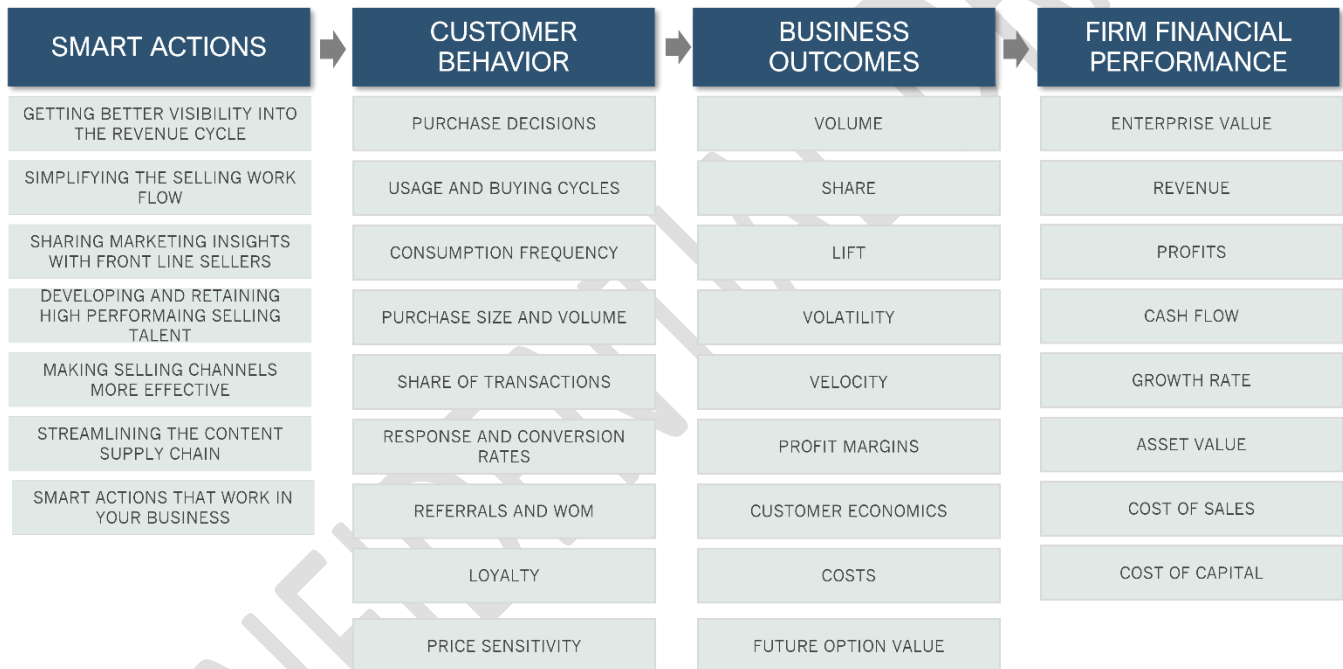 SMART ACTIONS
GETTING BETTER VISIBILITY INTO
THE REVENUE CYCLE
SIMPLIFYING THE SELLING WORK
FLOW
SHARING MARKETING INSIGHTS
WITH FRONT LINE SELLERS
DEVELOPING AND RETAINING
HIGH PERFORMAING SELLING
TALENT
MAKING SELLING CHANNELS
MORE EFFECTIVE
STREAMLINING THE CONTENT
SUPPLY CHAIN
SMART ACTIONS THAT WORK IN
YOUR BUSINESS
CUSTOMER
BEHAVIOR
PURCHASE DECISIONS
USAGE AND BUYING CYCLES
CONSUMPTION FREQUENCY
PURCHASE SIZE AND VOLUME
SHARE OF TRANSACTIONS
RESPONSE AND CONVERSION
RATES
REFERRALS AND WOM
LOYALTY
PRICE SENSITIVITY
BUSINESS
OUTCOMES
VOLUME
SHARE
LIFT
VOLATILITY
VELOCITY
PROFIT MARGINS
CUSTOMER ECONOMICS
COSTS
FUTURE OPTION VALUE
FIRM FINANCIAL
PERFORMANCE
ENTERPRISE VALUE
REVENUE
PROFITS
CASH FLOW
GROWTH RATE
ASSET VALUE
COST OF SALES
COST OF CAPITAL